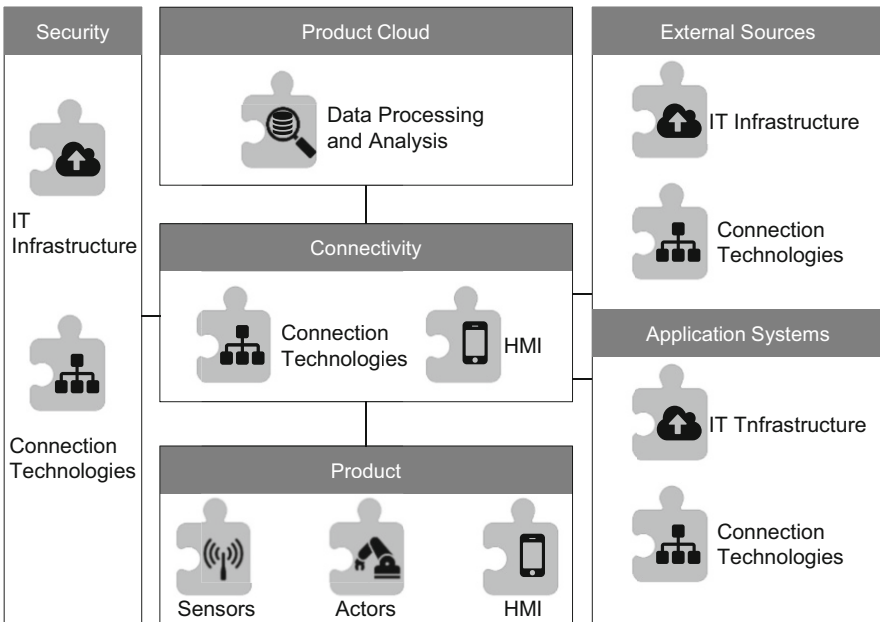 Security
IT
Infrastructure
Connection
Technologies
Product Cloud
Data Processing
and Analysis
Connectivity
Connection
Technologies
HMI
Product
Sensors
Actors
HMI
External Sources
IT Infrastructure
Connection
Technologies
Application Systems
IT Tnfrastructure
Connection
Technologies